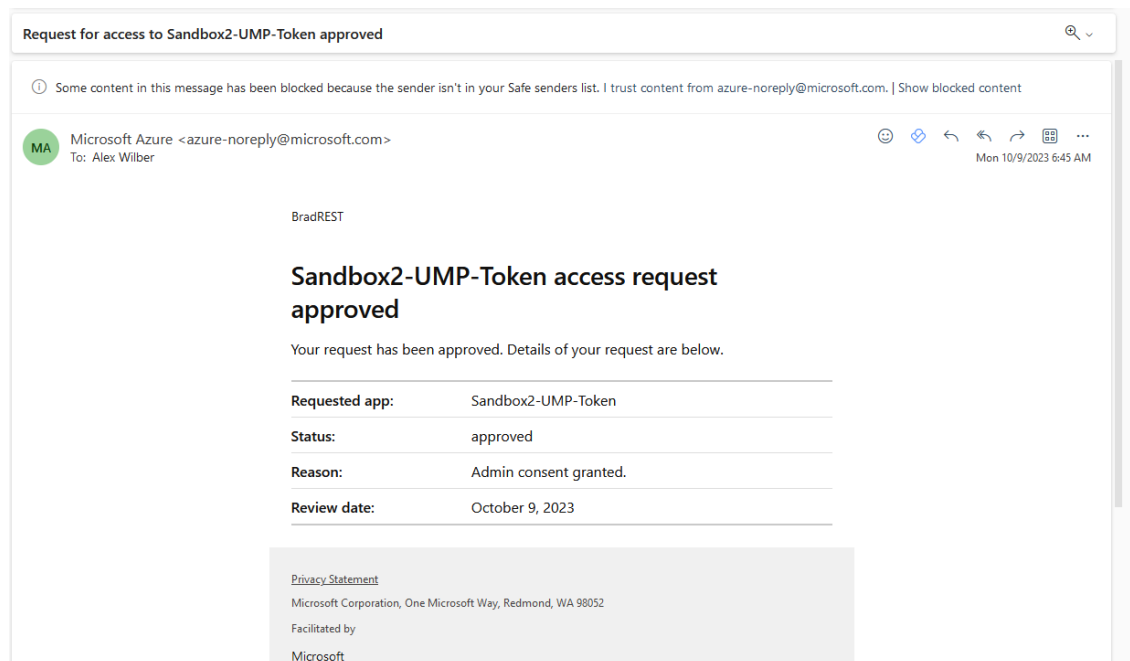 Request for access to Sandbox2-UMP-Token approved
Some content in this message has been blocked because the sender isn't in your Safe senders list. I trust content from azure-noreply@microsoft.com. | Show blocked content
MA
Microsoft Azure <azure-noreply@microsoft.com>
To: Alex Wilber
Mon 10/9/2023 6:45 AM
BradREST
Sandbox2-UMP-Token access request
approved
Your request has been approved. Details of your request are below.
Requested app: Sandbox2-UMP-Token
Status: approved
Reason: Admin consent granted.
Review date: October 9, 2023
Privacy Statement
Microsoft Corporation, One Microsoft Way, Redmond, WA 98052
Facilitated by
Microsoft